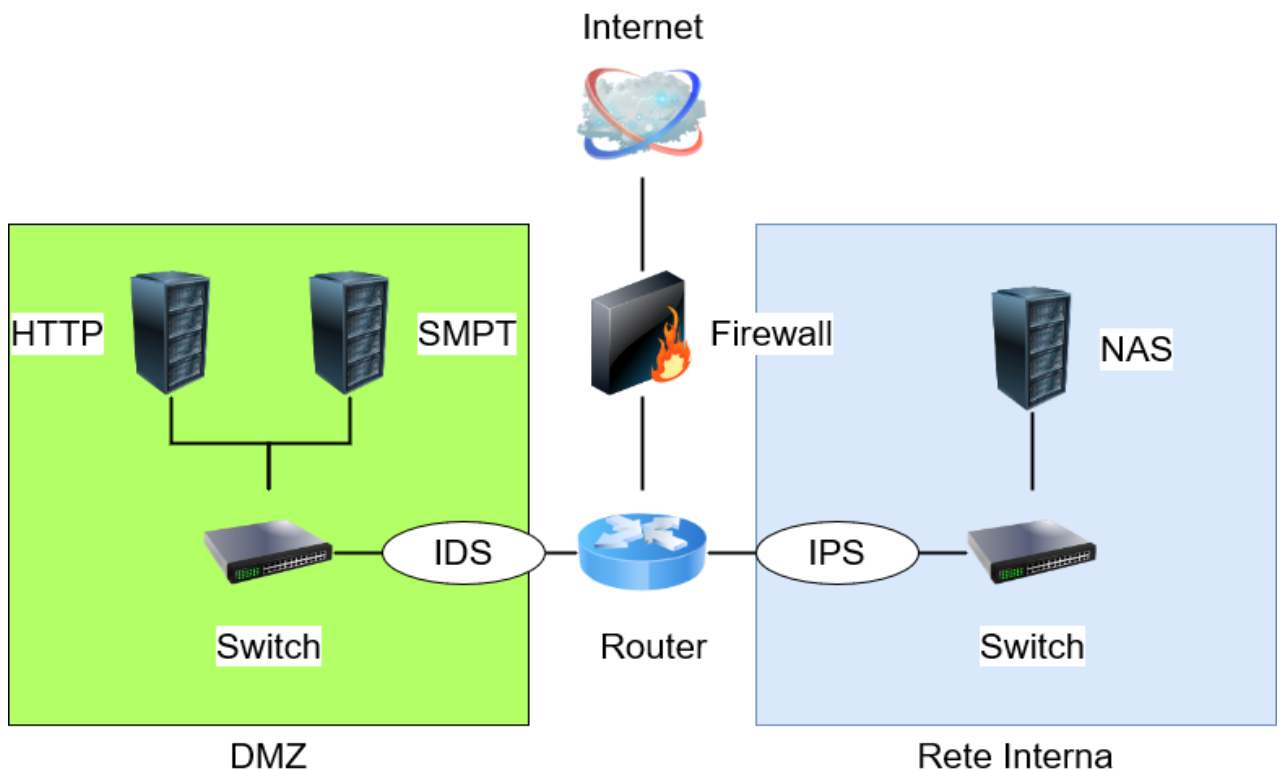 Internet
HTTP
SMPT
Firewall
NAS
IDS
IPS
Switch
Router
Switch
DMZ
Rete Interna